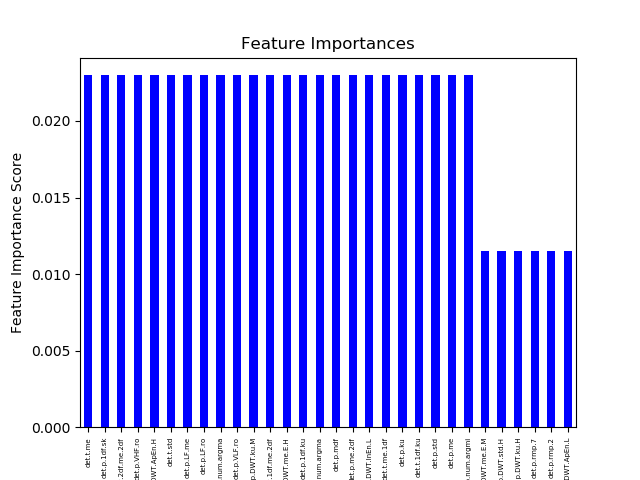 Feature Importances
Feature Importance Score
0.020
0.015
0.010
0.005
0.000
det.t.me
det.p.1df.sk
.2df.me.2df
det.p.VHF.ro
DWT.ApEn.H
det.t.std
det.p.LF.me
det.p.LF.ro
.num.argma
det.p.VLF.ro
p.DWT.ku.M
.1df.me.2df
DWT.me.E.H
det.p.1df.ku
num.argma
det.p.mdf
det.p.me.2df
.DWT.lnEn.L
det.t.me.1df
det.p.ku
det.t.1df.ku
det.p.std
det.p.me
.num.argmi
DWT.me.E.M
p.DWT.std.H
p.DWT.ku.H
det.p.rmp.7
det.p.rmp.2
DWT.ApEn.L